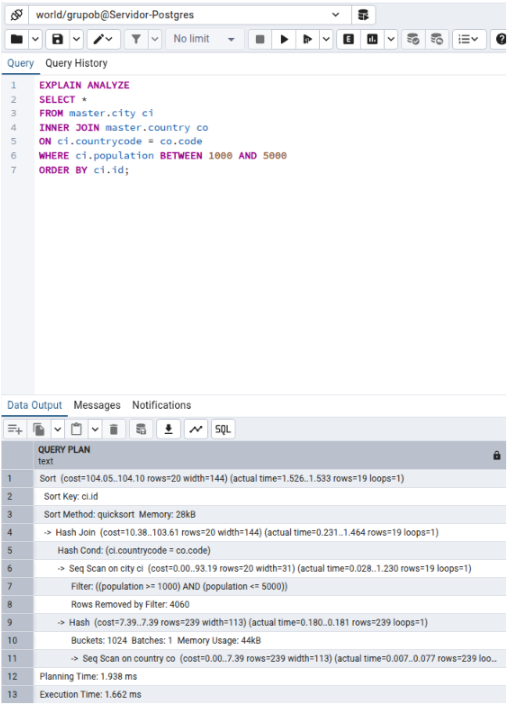 world/grupob@Servidor-Postgres
No limit
E
Query Query History
1 EXPLAIN ANALYZE
2 SELECT *
3 FROM master.city ci
4 INNER JOIN master.country co
5 ON ci.countrycode = co.code
6 WHERE ci.population BETWEEN 1000 AND 5000
7 ORDER BY ci.id;
Data Output Messages Notifications
SQL
QUERY PLAN
text
1 Sort (cost=104.05..104.10 rows=20 width=144) (actual time=1.526..1.533 rows=19 loops=1)
2 Sort Key: ci.id
3 Sort Method: quicksort Memory: 28kB
4 -> Hash Join (cost=10.38..103.61 rows=20 width=144) (actual time=0.231..1.464 rows=19 loops=1)
5 Hash Cond: (ci.countrycode = co.code)
6 -> Seq Scan on city ci (cost=0.00..93.19 rows=20 width=31) (actual time=0.028..1.230 rows=19 loops=1)
7 Filter: ((population >= 1000) AND (population <= 5000))
8 Rows Removed by Filter: 4060
9 -> Hash (cost=7.39..7.39 rows=239 width=113) (actual time=0.180..0.181 rows=239 loops=1)
10 Buckets: 1024 Batches: 1 Memory Usage: 44kB
11 -> Seq Scan on country co (cost=0.00..7.39 rows=239 width=113) (actual time=0.007..0.077 rows=239 loo...
12 Planning Time: 1.938 ms
13 Execution Time: 1.662 ms